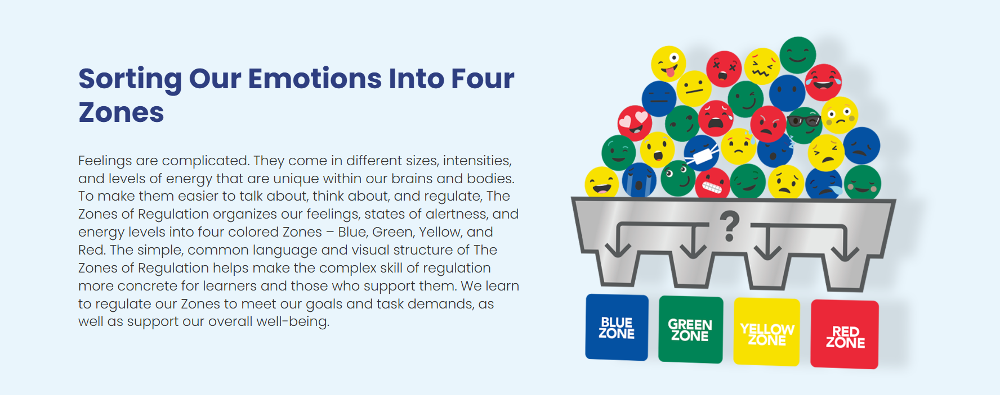 Sorting Our Emotions Into Four
Zones
Feelings are complicated. They come in different sizes, intensities,
and levels of energy that are unique within our brains and bodies.
To make them easier to talk about, think about, and regulate, The
Zones of Regulation organizes our feelings, states of alertness, and
energy levels into four colored Zones – Blue, Green, Yellow, and
Red. The simple, common language and visual structure of The
Zones of Regulation helps make the complex skill of regulation
more concrete for learners and those who support them. We learn
to regulate our Zones to meet our goals and task demands, as
well as support our overall well-being.
z
z
z
?
BLUE
ZONE
GREEN
ZONE
YELLOW
ZONE
RED
ZONE